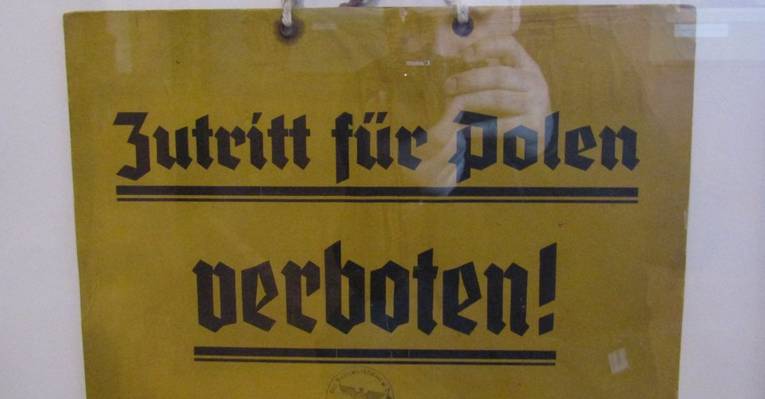 Zutritt für Polen
verboten!